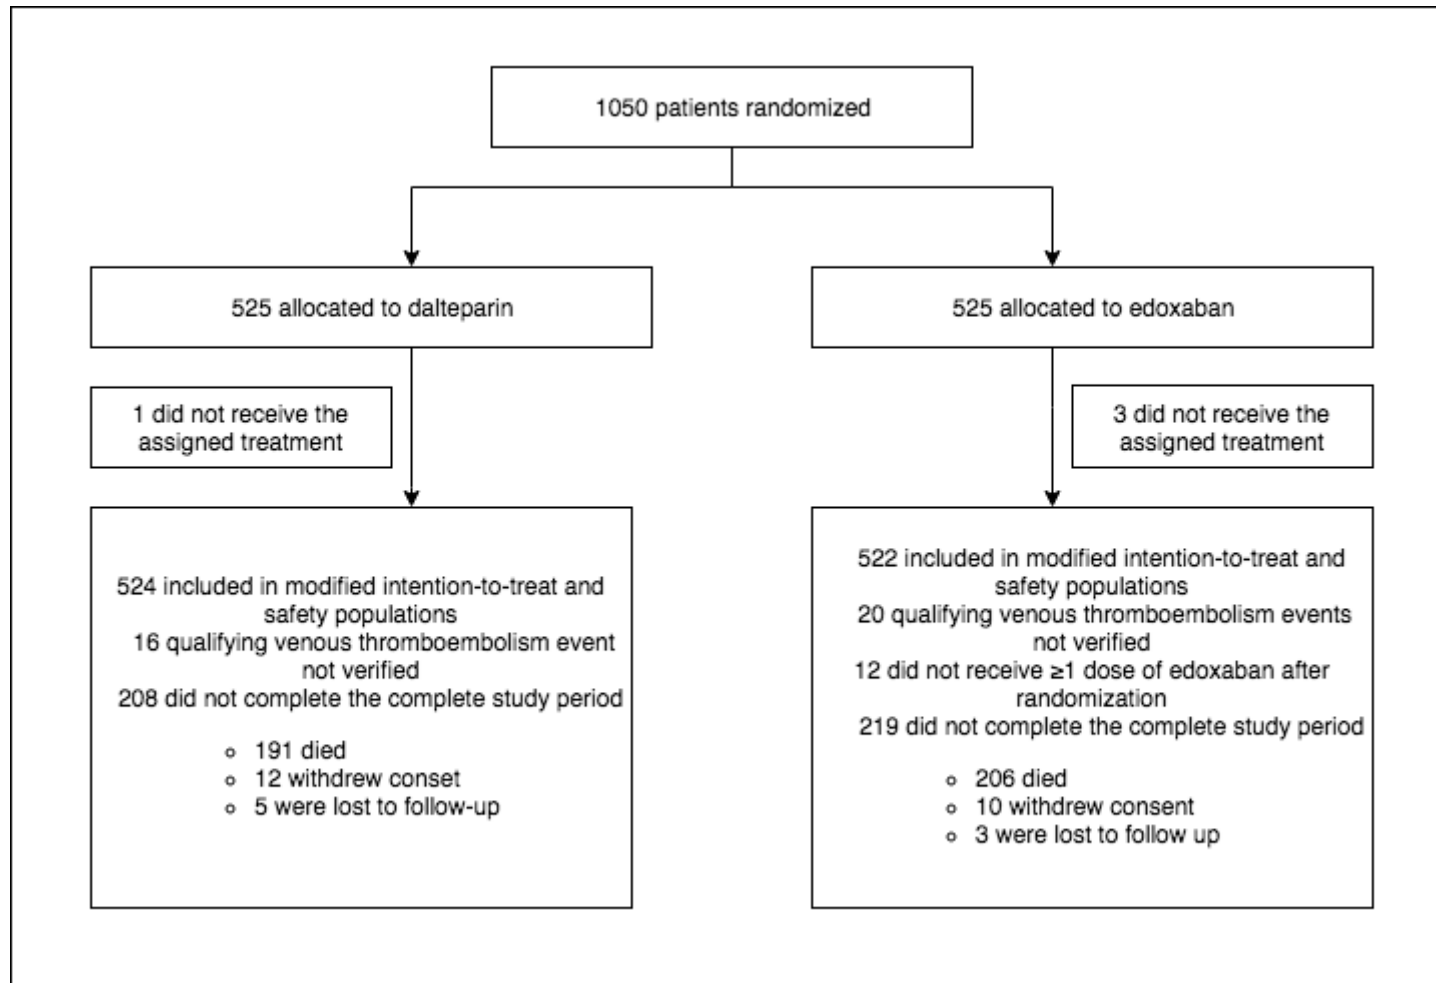 1050 patients randomized
525 allocated to dalteparin
525 allocated to edoxaban
1 did not receive the
assigned treatment
3 did not receive the
assigned treatment
524 included in modified intention-to-treat and
safety populations
16 qualifying venous thromboembolism event
not verified
208 did not complete the complete study period
191 died
12 withdrew conset
5 were lost to follow-up
522 included in modified intention-to-treat and
safety populations
20 qualifying venous thromboembolism events
not verified
12 did not receive ≥1 dose of edoxaban after
randomization
219 did not complete the complete study period
206 died
10 withdrew consent
3 were lost to follow up